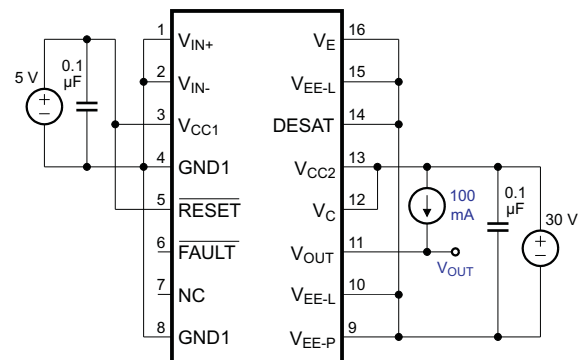 1 V_IN+ V_E 16
2 V_IN- V_EE-L 15
5 V 0.1 µF
3 V_CC1 DESAT 14
4 GND1 V_CC2 13
5 RESET V_C 12
100 mA 0.1 µF 30 V
6 FAULT V_OUT 11
V_OUT
7 NC V_EE-L 10
8 GND1 V_EE-P 9